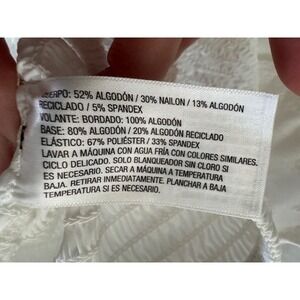 CUERPO: 52% ALGODÓN / 30% NAILON / 13% ALGODÓN
RECICLADO / 5% SPANDEX
VOLANTE: BORDADO: 100% ALGODÓN
BASE: 80% ALGODÓN / 20% ALGODÓN RECICLADO
ELÁSTICO: 67% POLIÉSTER / 33% SPANDEX
LAVAR A MÁQUINA CON AGUA FRÍA CON COLORES SIMILARES.
CICLO DELICADO. SOLO BLANQUEADOR SIN CLORO SI
ES NECESARIO. SECAR A MÁQUINA A TEMPERATURA
BAJA. RETIRAR INMEDIATAMENTE. PLANCHAR A BAJA
TEMPERATURA SI ES NECESARIO.